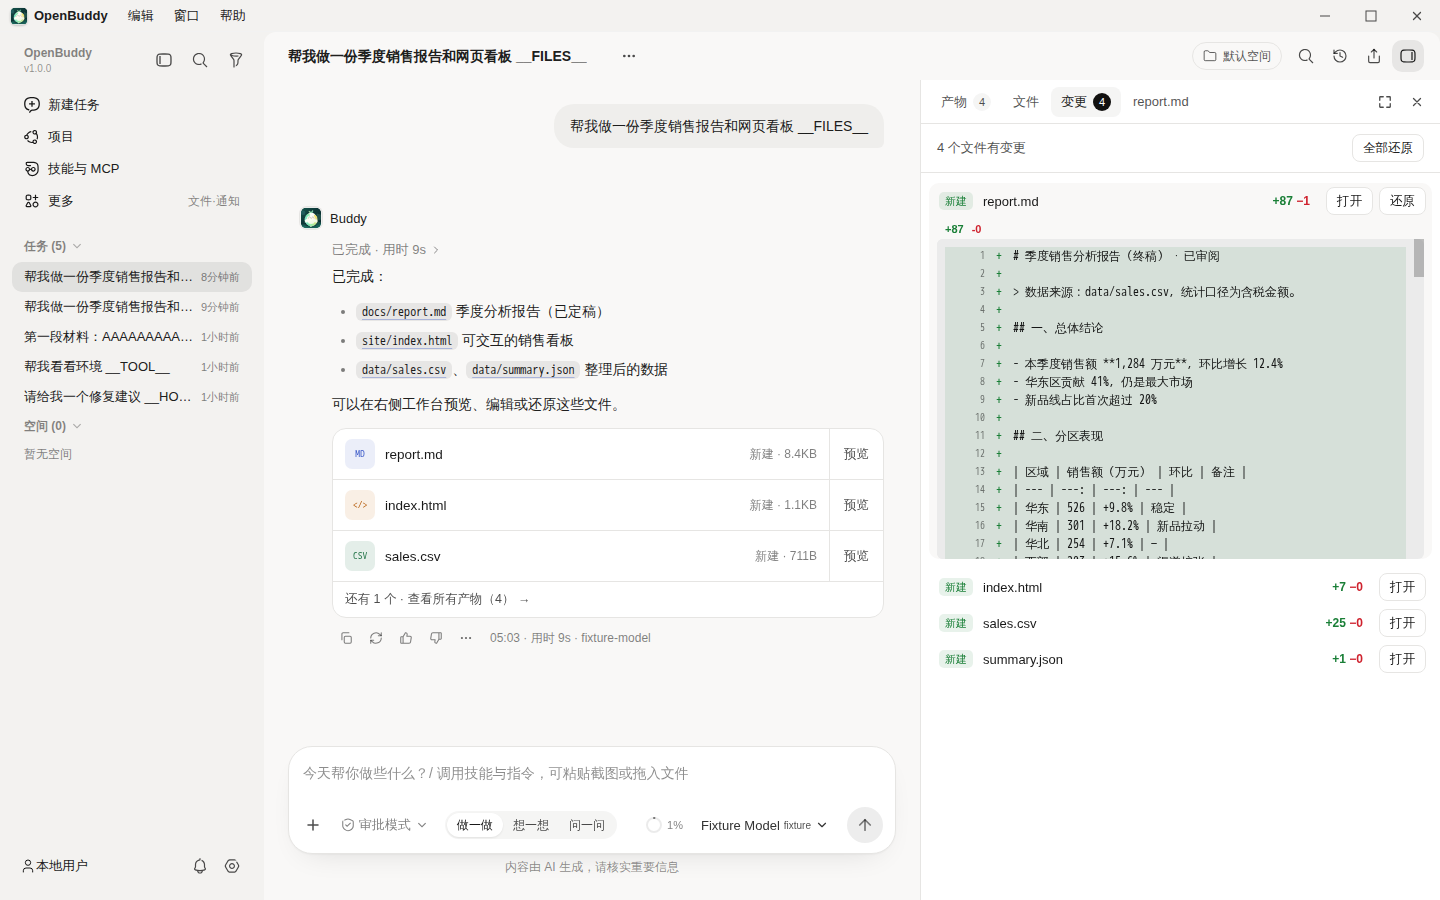 OpenBuddy 编辑 窗口 帮助
OpenBuddy
v1.0.0
新建任务
项目
技能与 MCP
更多 文件·通知
任务 (5)
帮我做一份季度销售报告和… 8分钟前
帮我做一份季度销售报告和… 9分钟前
第一段材料：AAAAAAAAA… 1小时前
帮我看看环境 __TOOL__ 1小时前
请给我一个修复建议 __HO… 1小时前
空间 (0)
暂无空间
本地用户
帮我做一份季度销售报告和网页看板 __FILES__
默认空间
帮我做一份季度销售报告和网页看板 __FILES__
Buddy
已完成 · 用时 9s
已完成：
docs/report.md 季度分析报告（已定稿）
site/index.html 可交互的销售看板
data/sales.csv、data/summary.json 整理后的数据
可以在右侧工作台预览、编辑或还原这些文件。
MD report.md 新建 · 8.4KB 预览
</> index.html 新建 · 1.1KB 预览
CSV sales.csv 新建 · 711B 预览
还有 1 个 · 查看所有产物（4） →
05:03 · 用时 9s · fixture-model
今天帮你做些什么？/ 调用技能与指令，可粘贴截图或拖入文件
审批模式 做一做 想一想 问一问 1% Fixture Model fixture
内容由 AI 生成，请核实重要信息
产物 4 文件 变更 4 report.md
4 个文件有变更 全部还原
新建 report.md +87 −1 打开 还原
+87 -0
1 + # 季度销售分析报告（终稿） · 已审阅
2 +
3 + > 数据来源：data/sales.csv, 统计口径为含税金额。
4 +
5 + ## 一、总体结论
6 +
7 + - 本季度销售额 **1,284 万元**, 环比增长 12.4%
8 + - 华东区贡献 41%, 仍是最大市场
9 + - 新品线占比首次超过 20%
10 +
11 + ## 二、分区表现
12 +
13 + | 区域 | 销售额（万元） | 环比 | 备注 |
14 + | --- | ---: | ---: | --- |
15 + | 华东 | 526 | +9.8% | 稳定 |
16 + | 华南 | 301 | +18.2% | 新品拉动 |
17 + | 华北 | 254 | +7.1% | — |
新建 index.html +7 −0 打开
新建 sales.csv +25 −0 打开
新建 summary.json +1 −0 打开